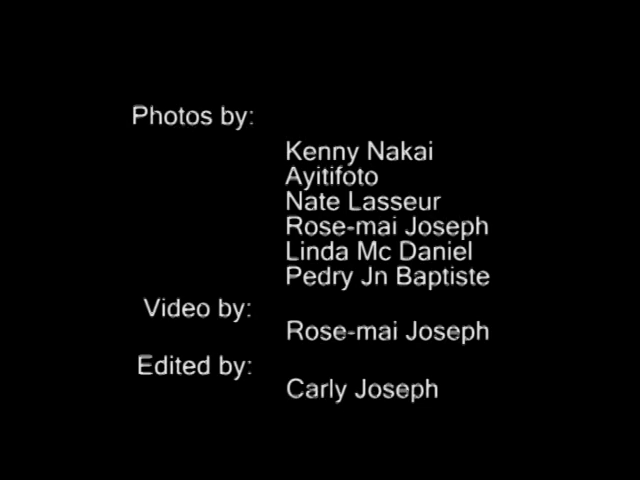 Photos by:
Kenny Nakai
Ayitifoto
Nate Lasseur
Rose-mai Joseph
Linda Mc Daniel
Pedry Jn Baptiste
Video by:
Rose-mai Joseph
Edited by:
Carly Joseph